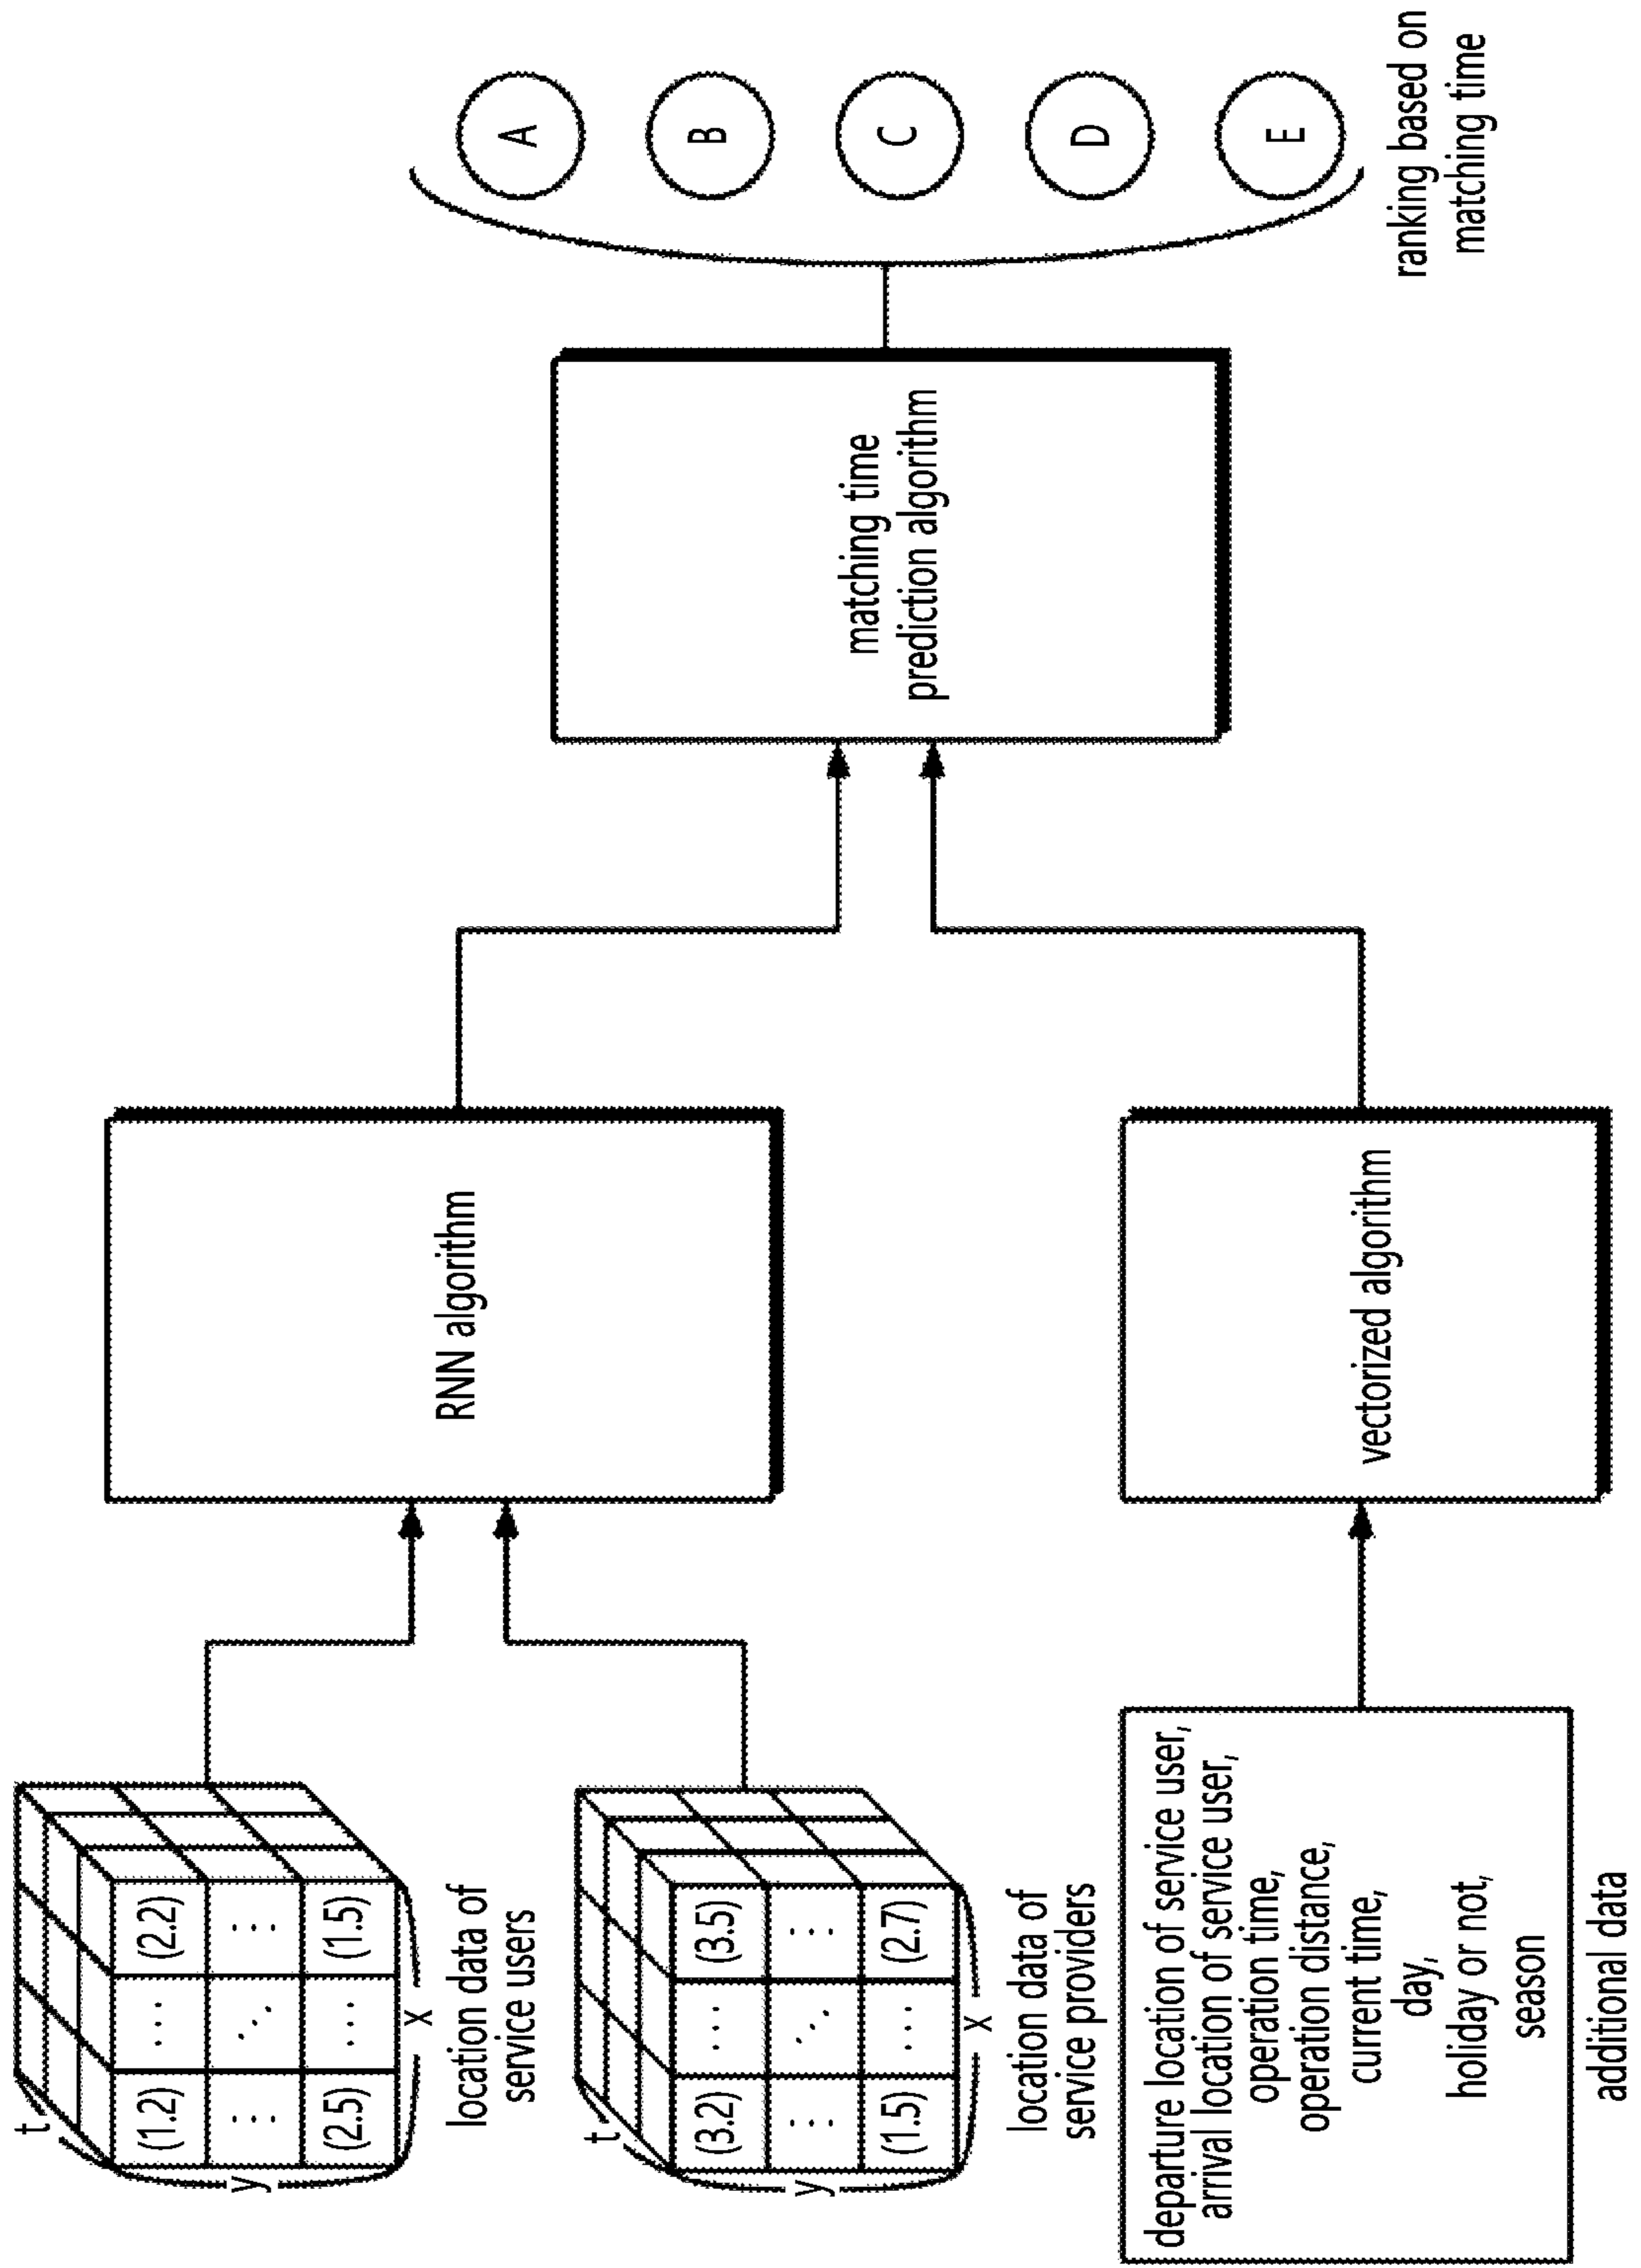 t
y
(1.2)
⋯
(2.2)
⋮
⋱
⋮
(2.5)
⋯
(1.5)
x
location data of
service users
t
y
(3.2)
⋯
(3.5)
⋮
⋱
⋮
(1.5)
⋯
(2.7)
x
location data of
service providers
departure location of service user,
arrival location of service user,
operation time,
operation distance,
current time,
day,
holiday or not,
season
additional data
RNN algorithm
vectorized algorithm
matching time
prediction algorithm
A
B
C
D
E
ranking based on
matching time